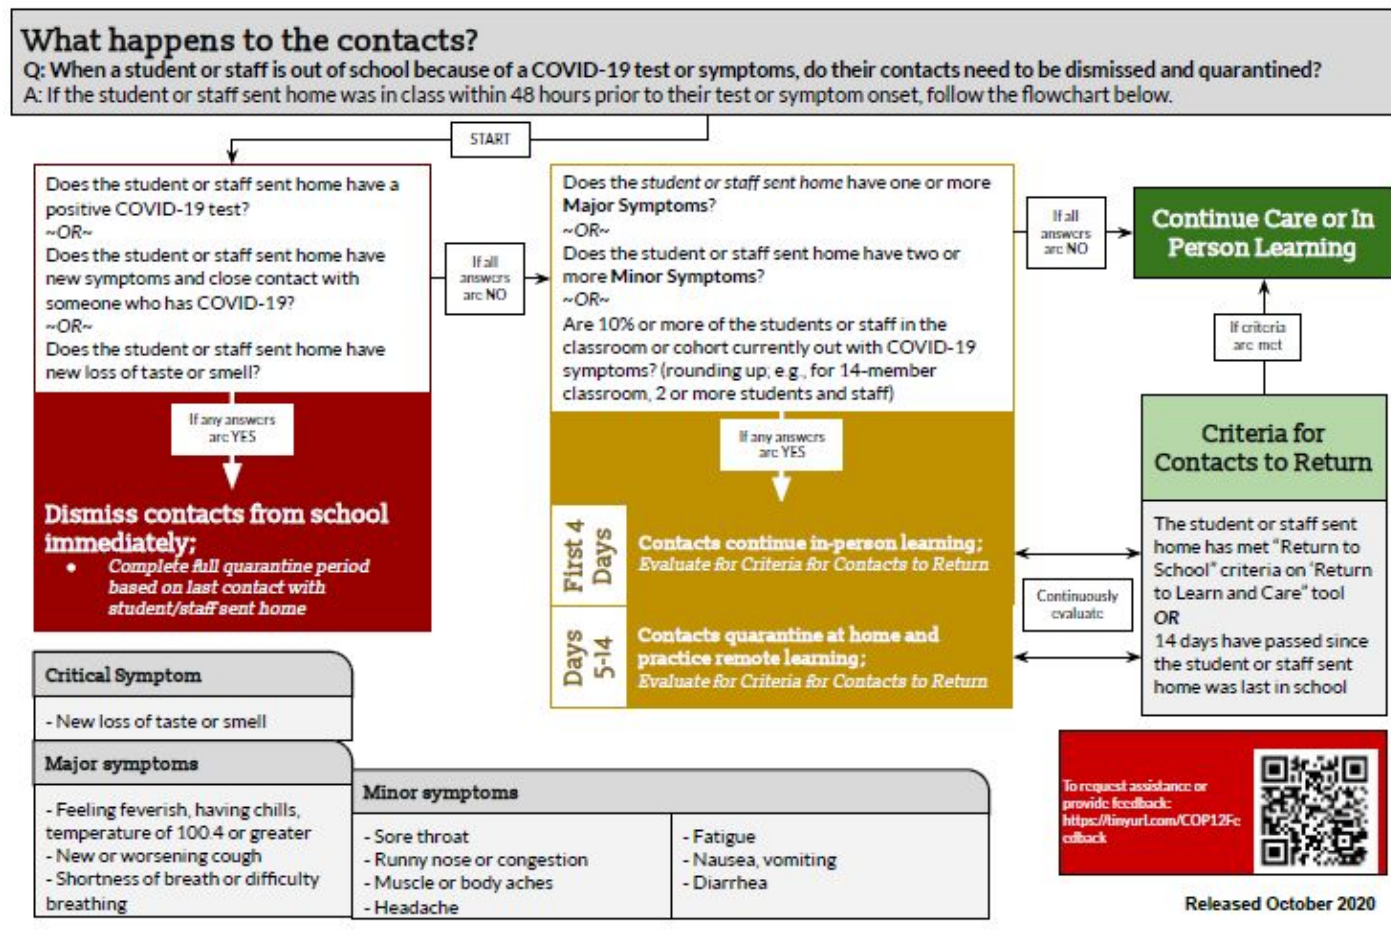 What happens to the contacts?
Q: When a student or staff is out of school because of a COVID-19 test or symptoms, do their contacts need to be dismissed and quarantined?
A: If the student or staff sent home was in class within 48 hours prior to their test or symptom onset, follow the flowchart below.
START
Does the student or staff sent home have a
positive COVID-19 test?
~OR~
Does the student or staff sent home have
new symptoms and close contact with
someone who has COVID-19?
~OR~
Does the student or staff sent home have
new loss of taste or smell?
If any answers
are YES
Dismiss contacts from school
immediately;
● Complete full quarantine period
based on last contact with
student/staff sent home
If all
answers
are NO
Does the student or staff sent home have one or more
Major Symptoms?
~OR~
Does the student or staff sent home have two or
more Minor Symptoms?
~OR~
Are 10% or more of the students or staff in the
classroom or cohort currently out with COVID-19
symptoms? (rounding up; e.g., for 14-member
classroom, 2 or more students and staff)
If any answers
are YES
First 4
Days
Contacts continue in-person learning;
Evaluate for Criteria for Contacts to Return
Days
5-14
Contacts quarantine at home and
practice remote learning;
Evaluate for Criteria for Contacts to Return
If all
answers
are NO
Continue Care or In
Person Learning
If criteria
are met
Criteria for
Contacts to Return
The student or staff sent
home has met "Return to
School" criteria on 'Return
to Learn and Care" tool
OR
14 days have passed since
the student or staff sent
home was last in school
Continuously
evaluate
Critical Symptom
- New loss of taste or smell
Major symptoms
- Feeling feverish, having chills,
temperature of 100.4 or greater
- New or worsening cough
- Shortness of breath or difficulty
breathing
Minor symptoms
- Sore throat
- Runny nose or congestion
- Muscle or body aches
- Headache
- Fatigue
- Nausea, vomiting
- Diarrhea
To request assistance or
provide feedback:
https://tinyurl.com/COP12Fe
edback
Released October 2020